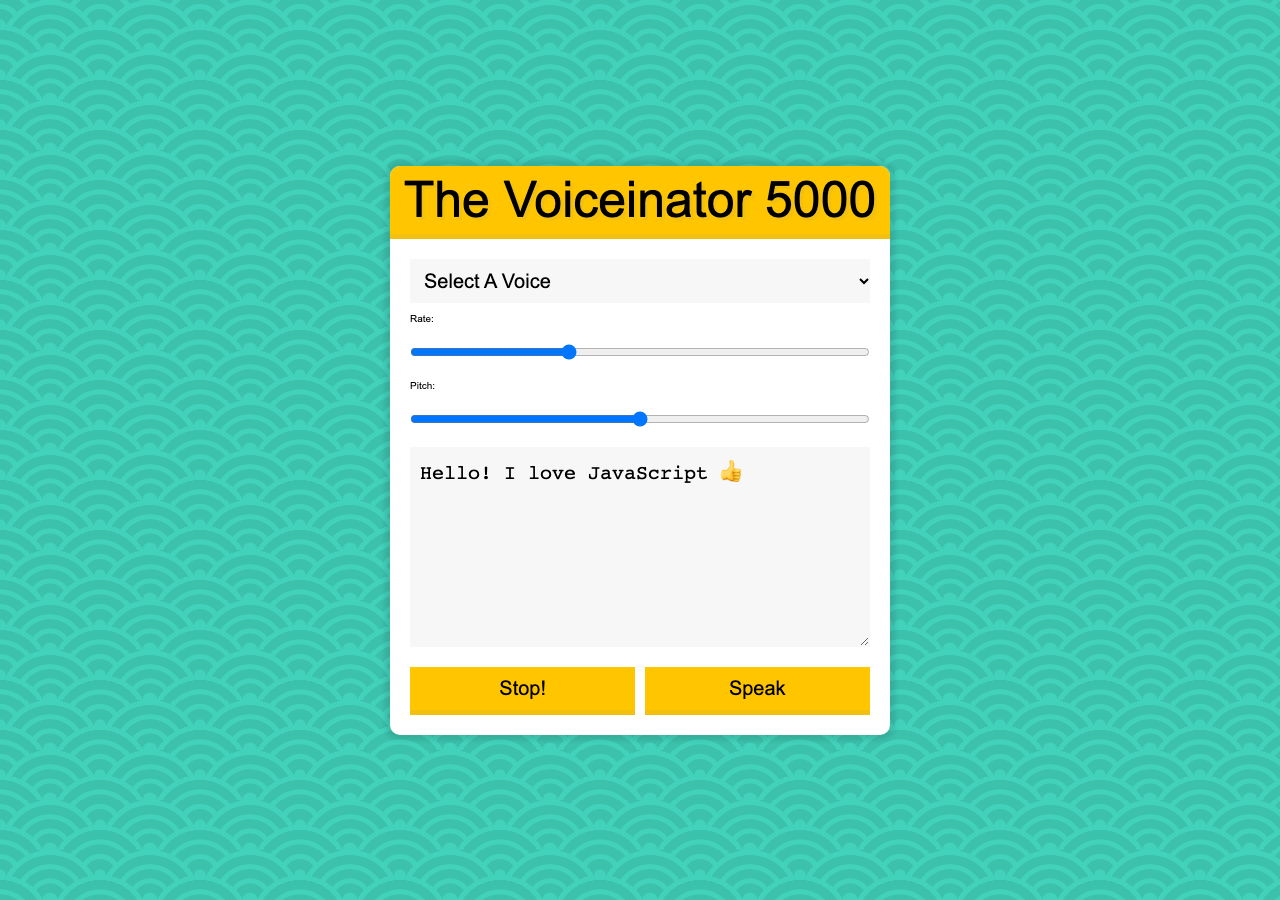 The Voiceinator 5000
Select A Voice
Rate:
Pitch:
Hello! I love JavaScript 👍
Stop!
Speak